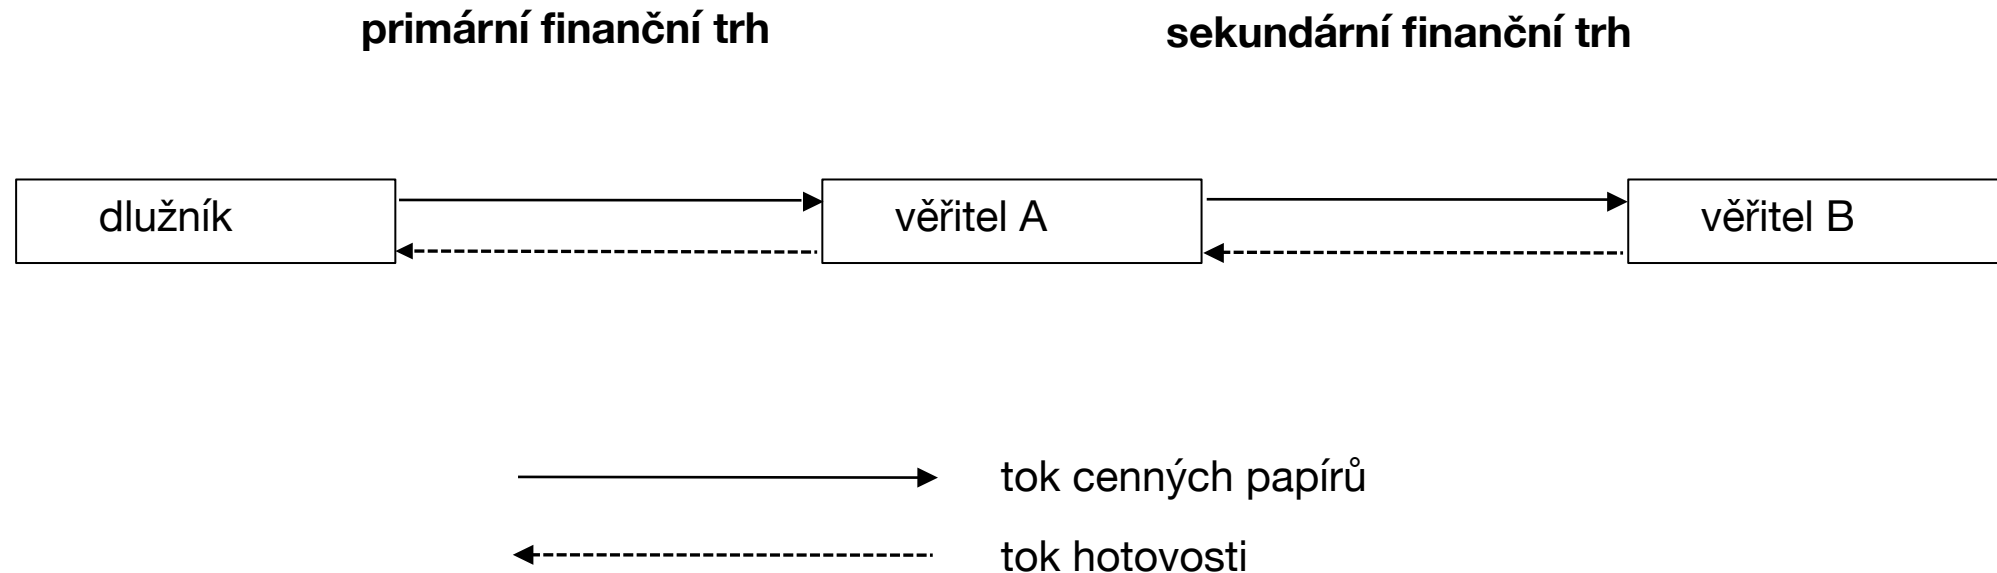 primární finanční trh
sekundární finanční trh
dlužník
věřitel A
věřitel B
tok cenných papírů
tok hotovosti